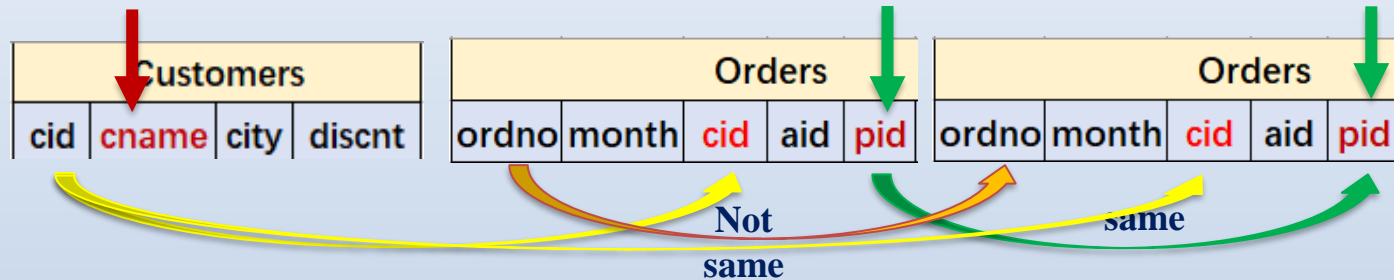 Customers
cid cname city discnt
Orders
ordno month cid aid pid
Orders
ordno month cid aid pid
Not
same
same